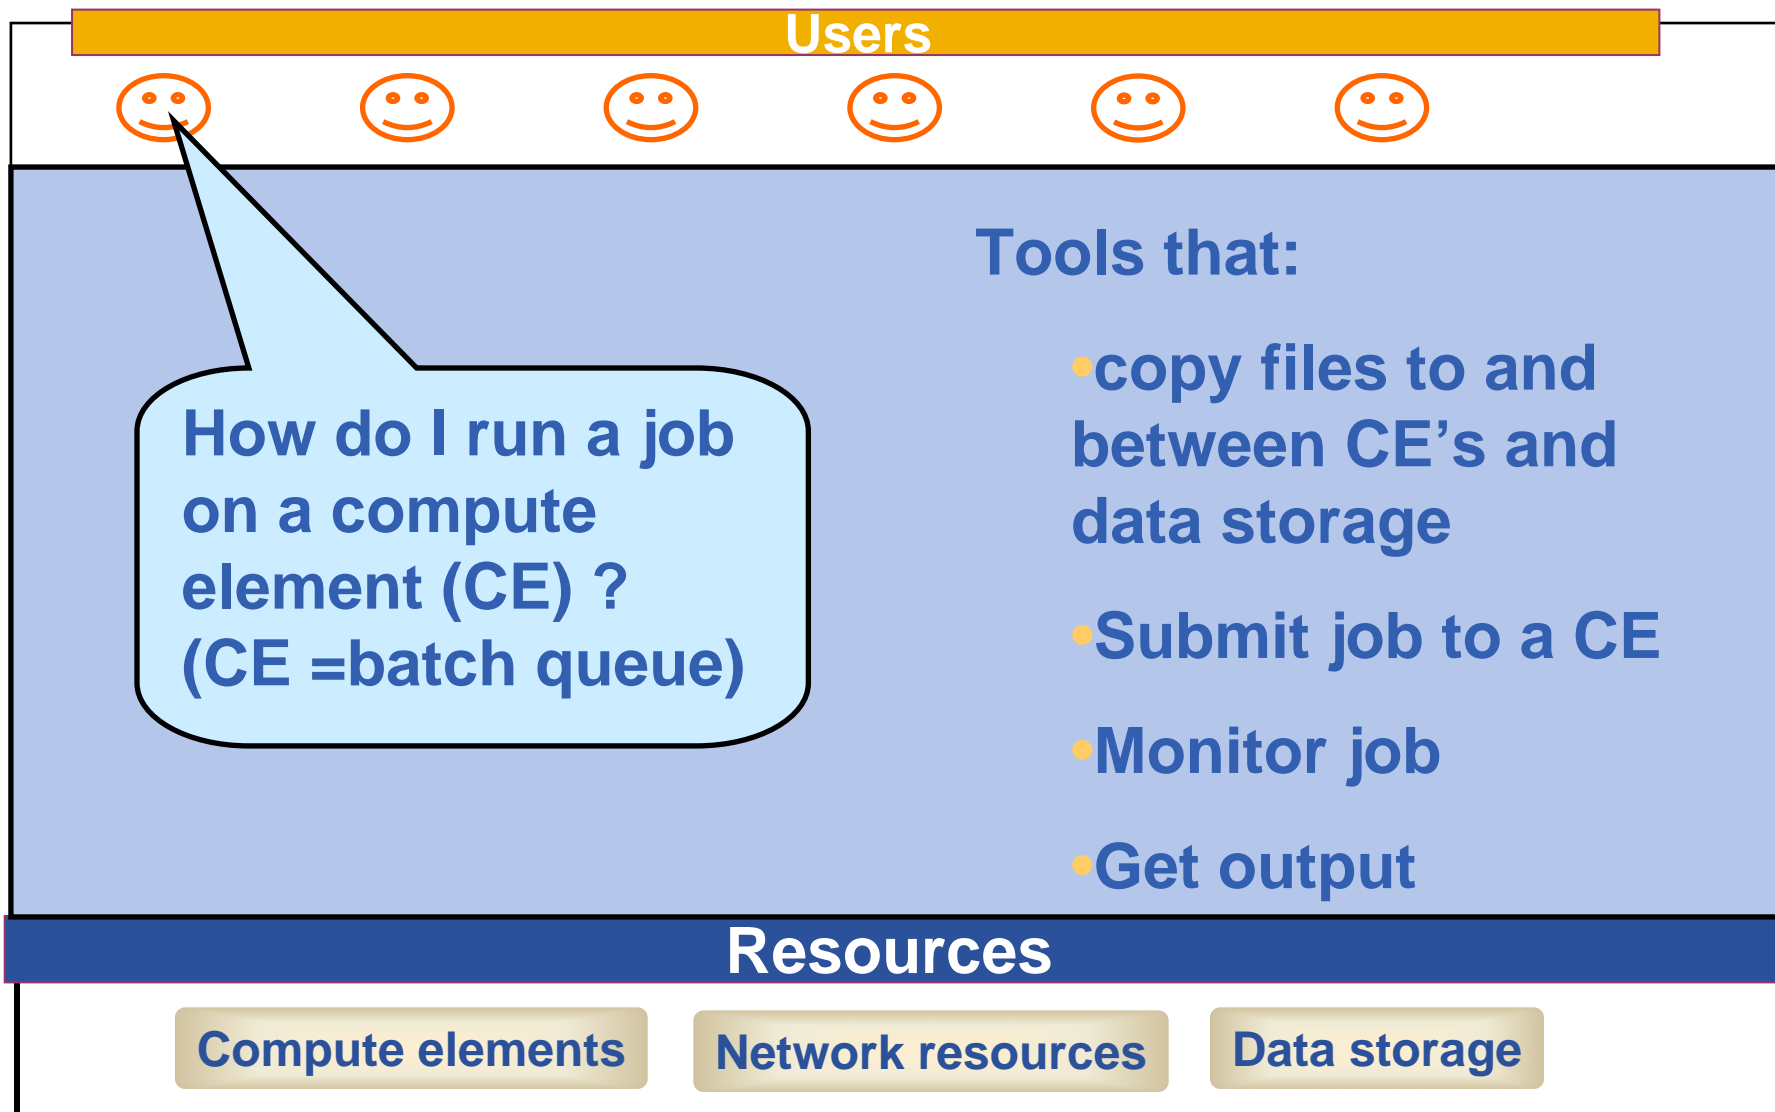 Users
How do I run a job
on a compute
element (CE) ?
(CE =batch queue)
Tools that:
•copy files to and
between CE’s and
data storage
•Submit job to a CE
•Monitor job
•Get output
Resources
Compute elements
Network resources
Data storage